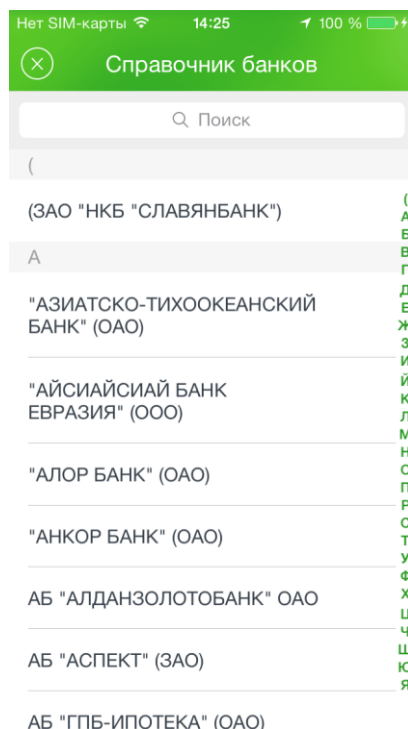 Нет SIM-карты 14:25 100 %
Справочник банков
Поиск
(
(ЗАО "НКБ "СЛАВЯНБАНК")
А
"АЗИАТСКО-ТИХООКЕАНСКИЙ
БАНК" (ОАО)
"АЙСИАЙСИАЙ БАНК
ЕВРАЗИЯ" (ООО)
"АЛОР БАНК" (ОАО)
"АНКОР БАНК" (ОАО)
АБ "АЛДАНЗОЛОТОБАНК" ОАО
АБ "АСПЕКТ" (ЗАО)
АБ "ГПБ-ИПОТЕКА" (ОАО)
(
А
Б
В
Г
Д
Е
Ж
З
И
Й
К
Л
М
Н
О
П
Р
С
Т
У
Ф
Х
Ц
Ч
Ш
Ю
Я